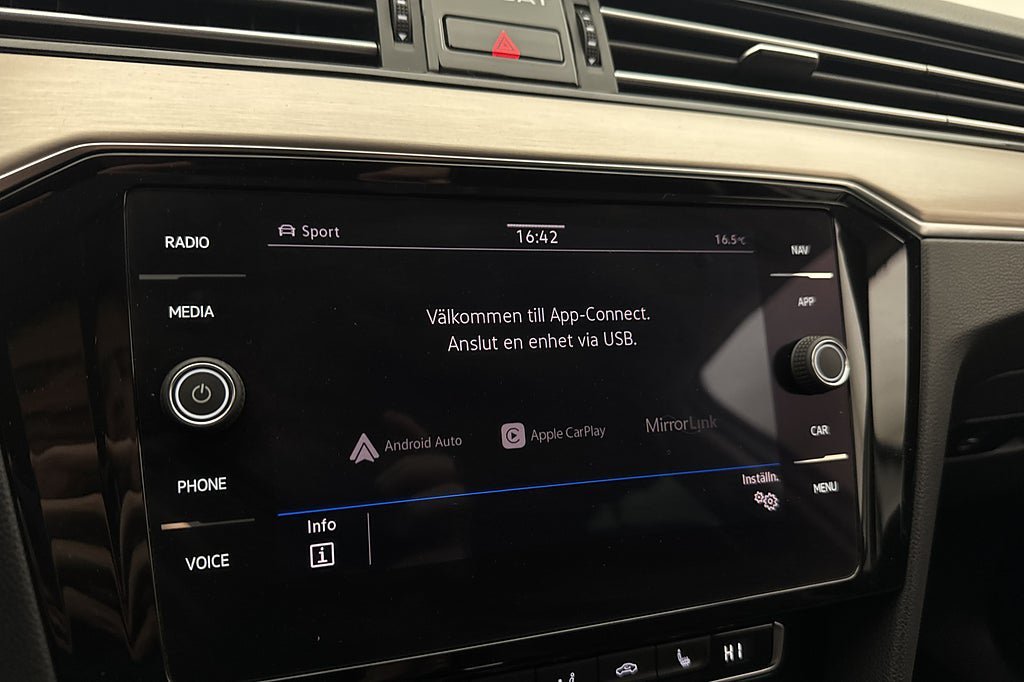 RADIO
MEDIA
PHONE
VOICE
Sport
16:42
16.5°C
Välkommen till App-Connect.
Anslut en enhet via USB.
Android Auto
Apple CarPlay
MirrorLink
Inställn.
Info
i
NAV
APP
CAR
MENU
HI